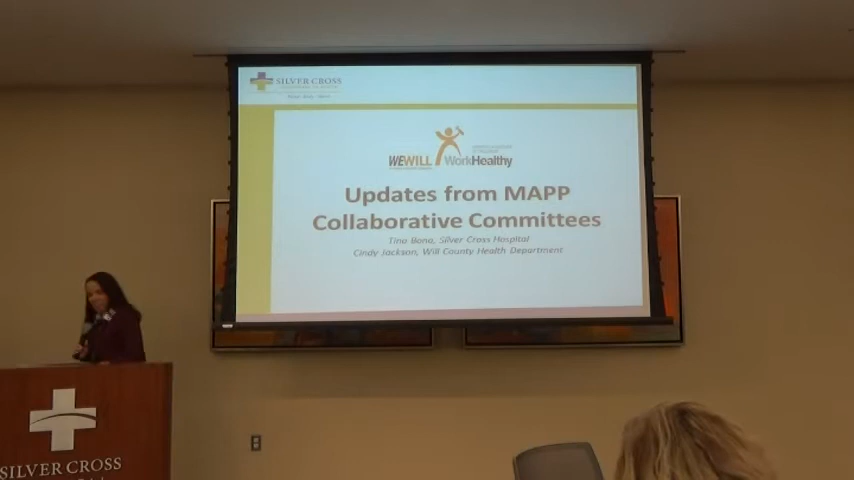 SILVER CROSS
WEWILL WorkHealthy
Updates from MAPP
Collaborative Committees
Tina Bona, Silver Cross Hospital
Cindy Jackson, Will County Health Department
SILVER CROSS